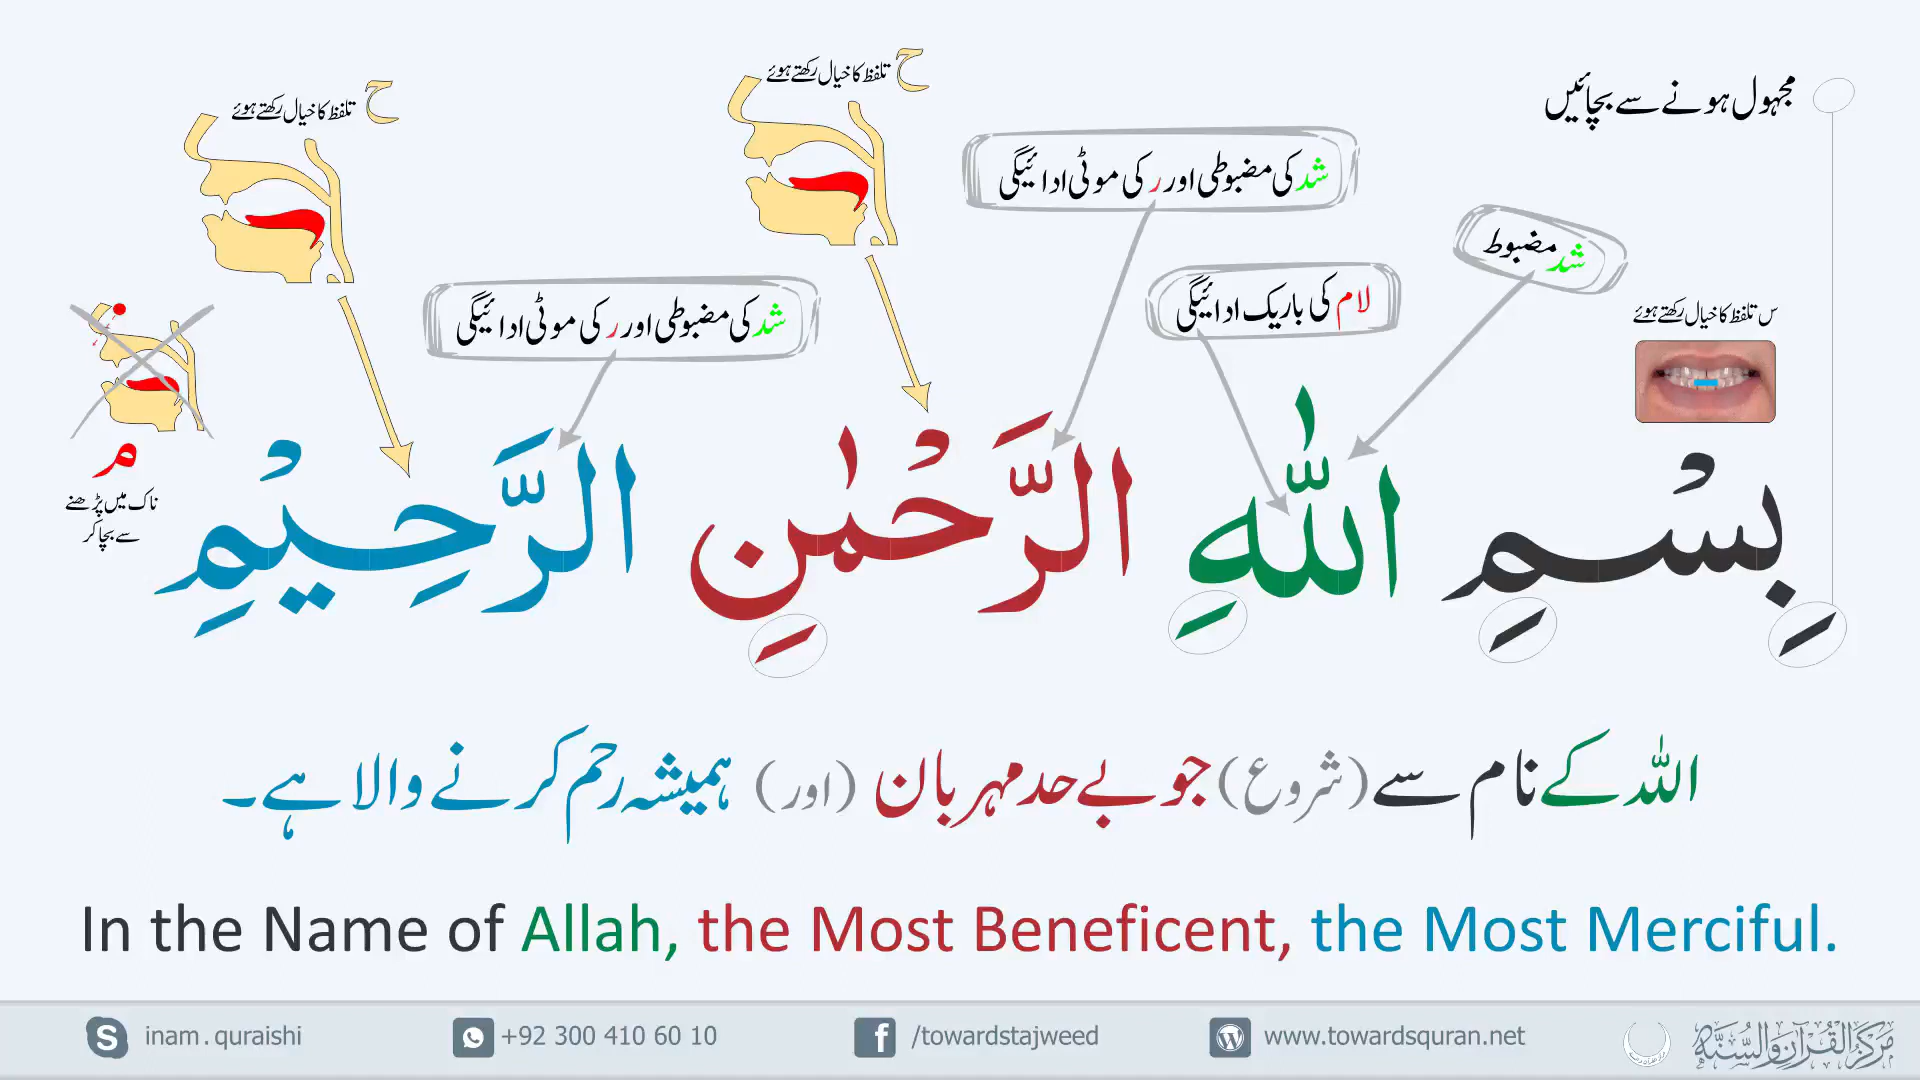 ح تلفظ کا خیال رکھتے ہوئے
ح تلفظ کا خیال رکھتے ہوئے
مجہول ہونے سے بچائیں
شد کی مضبوطی اور ر کی موٹی ادائیگی
شد مضبوط
لام کی باریک ادائیگی
شد کی مضبوطی اور ر کی موٹی ادائیگی
س تلفظ کا خیال رکھتے ہوئے
م
ناک میں پڑھنے
سے بچا کر
بِسْمِ اللّٰهِ الرَّحْمٰنِ الرَّحِيْمِ
اللہ کے نام سے (شروع) جو بے حد مہربان (اور) ہمیشہ رحم کرنے والا ہے۔
In the Name of Allah, the Most Beneficent, the Most Merciful.
inam.quraishi +92 300 410 60 10 /towardstajweed www.towardsquran.net مركز القرآن والسنة